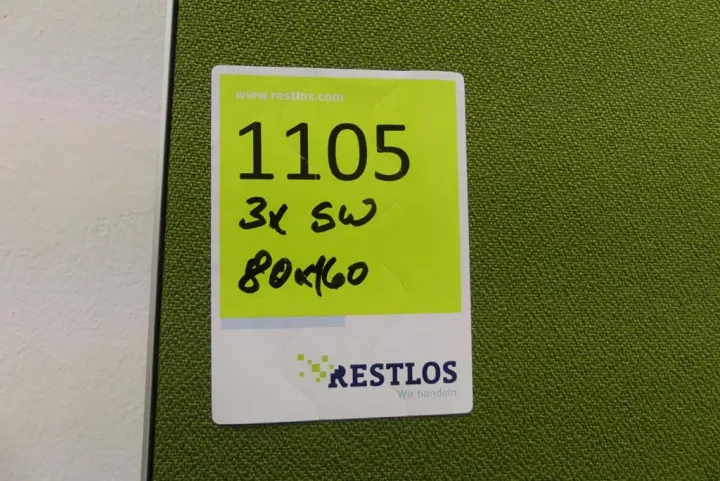 www.restlos.com
1105
3x SW
80x160
RESTLOS
Wir handeln.